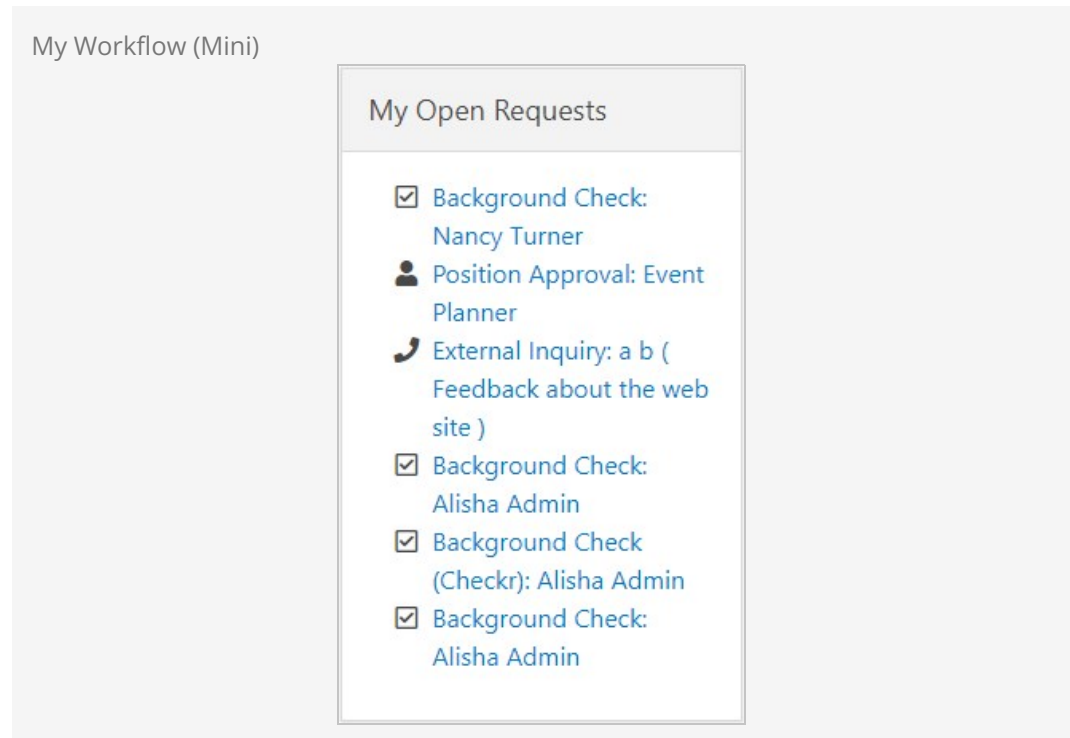 My Workflow (Mini)
My Open Requests
Background Check:
Nancy Turner
Position Approval: Event
Planner
External Inquiry: a b (
Feedback about the web
site )
Background Check:
Alisha Admin
Background Check
(Checkr): Alisha Admin
Background Check:
Alisha Admin